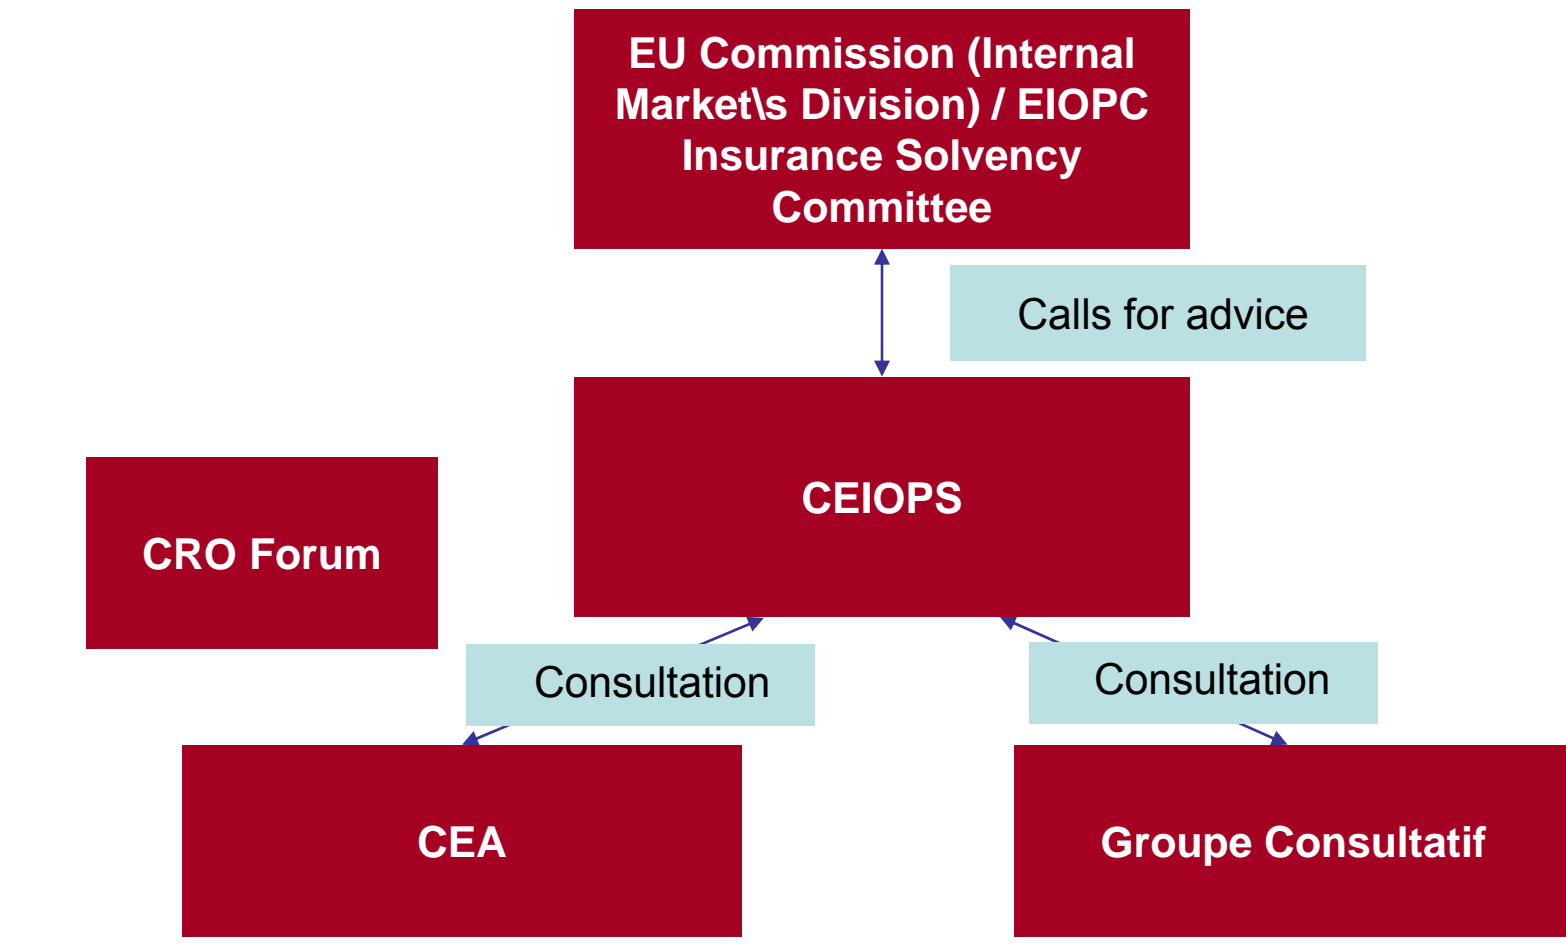 EU Commission (Internal
Market\s Division) / EIOPC
Insurance Solvency
Committee
Calls for advice
CEIOPS
CRO Forum
Consultation
Consultation
CEA
Groupe Consultatif